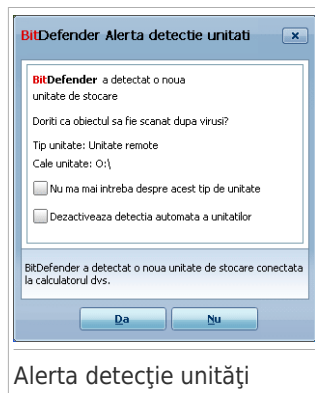 BitDefender Alerta detectie unitati
BitDefender a detectat o noua
unitate de stocare
Doriti ca obiectul sa fie scanat dupa virusi?
Tip unitate: Unitate remote
Cale unitate: O:\
Nu ma mai intreba despre acest tip de unitate
Dezactiveaza detectia automata a unitatilor
BitDefender a detectat o noua unitate de stocare conectata
la calculatorul dvs.
Da Nu
Alerta detecţie unităţi